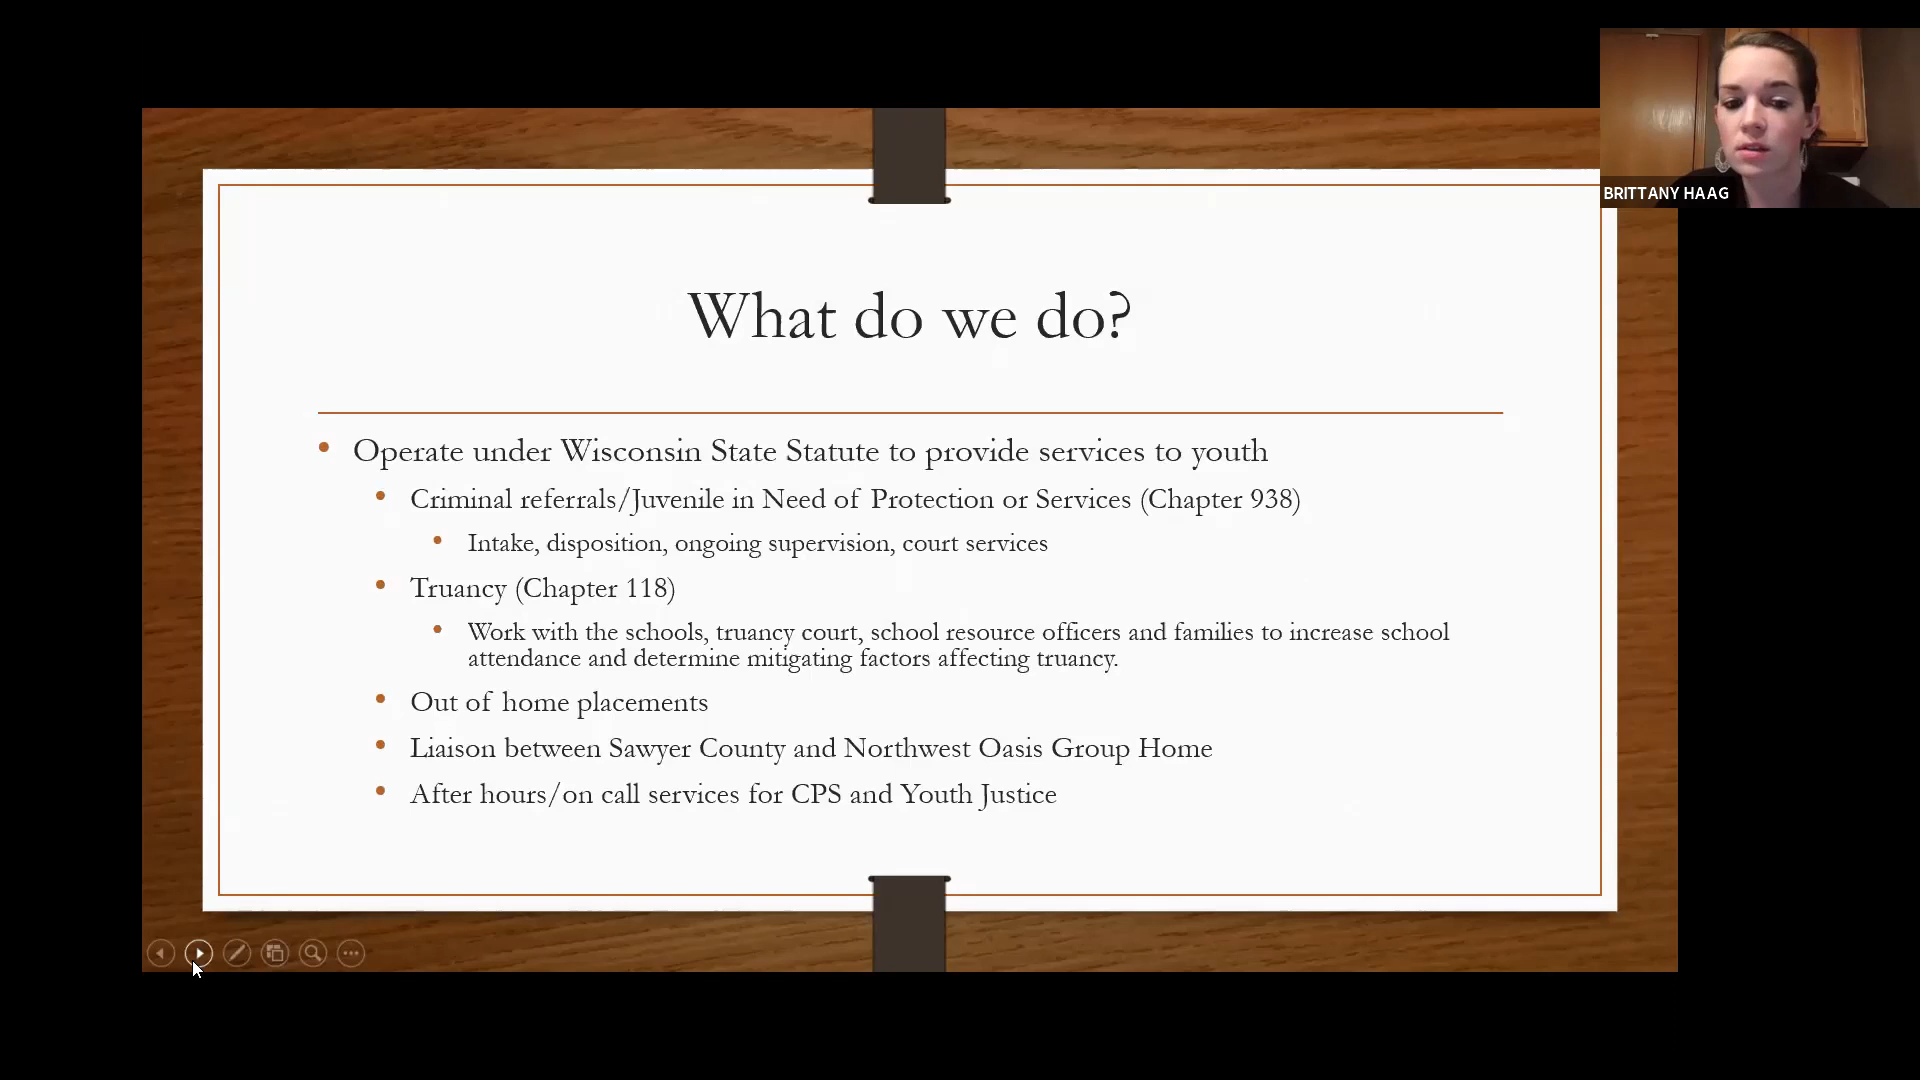 BRITTANY HAAG
What do we do?
Operate under Wisconsin State Statute to provide services to youth
Criminal referrals/Juvenile in Need of Protection or Services (Chapter 938)
Intake, disposition, ongoing supervision, court services
Truancy (Chapter 118)
Work with the schools, truancy court, school resource officers and families to increase school
attendance and determine mitigating factors affecting truancy.
Out of home placements
Liaison between Sawyer County and Northwest Oasis Group Home
After hours/on call services for CPS and Youth Justice